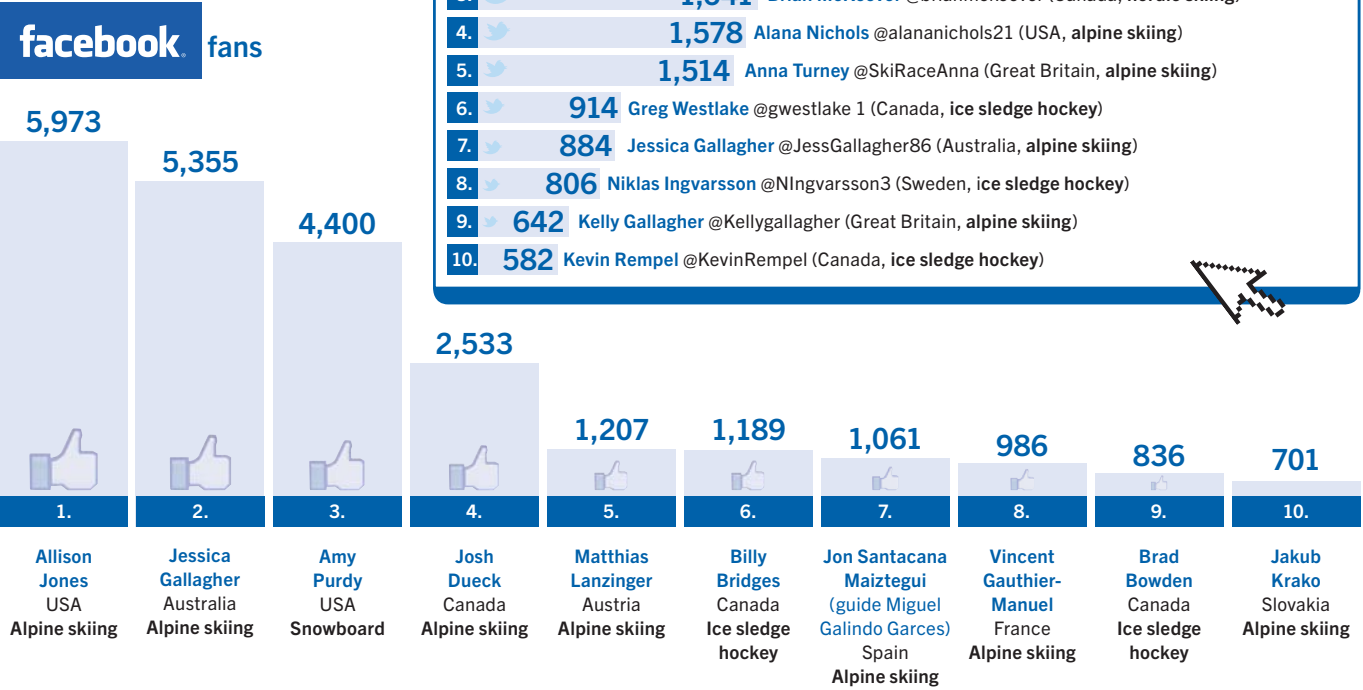 4. 1,578 Alana Nichols @alananichols21 (USA, alpine skiing)
5. 1,514 Anna Turney @SkiRaceAnna (Great Britain, alpine skiing)
6. 914 Greg Westlake @gwestlake 1 (Canada, ice sledge hockey)
7. 884 Jessica Gallagher @JessGallagher86 (Australia, alpine skiing)
8. 806 Niklas Ingvarsson @NIngvarsson3 (Sweden, ice sledge hockey)
9. 642 Kelly Gallagher @Kellygallagher (Great Britain, alpine skiing)
10. 582 Kevin Rempel @KevinRempel (Canada, ice sledge hockey)
facebook. fans
5,973
5,355
4,400
2,533
1,207
1,189
1,061
986
836
701
1.
2.
3.
4.
5.
6.
7.
8.
9.
10.
Allison
Jones
USA
Alpine skiing
Jessica
Gallagher
Australia
Alpine skiing
Amy
Purdy
USA
Snowboard
Josh
Dueck
Canada
Alpine skiing
Matthias
Lanzinger
Austria
Alpine skiing
Billy
Bridges
Canada
Ice sledge
hockey
Jon Santacana
Maiztegui
(guide Miguel
Galindo Garces)
Spain
Alpine skiing
Vincent
Gauthier-
Manuel
France
Alpine skiing
Brad
Bowden
Canada
Ice sledge
hockey
Jakub
Krako
Slovakia
Alpine skiing